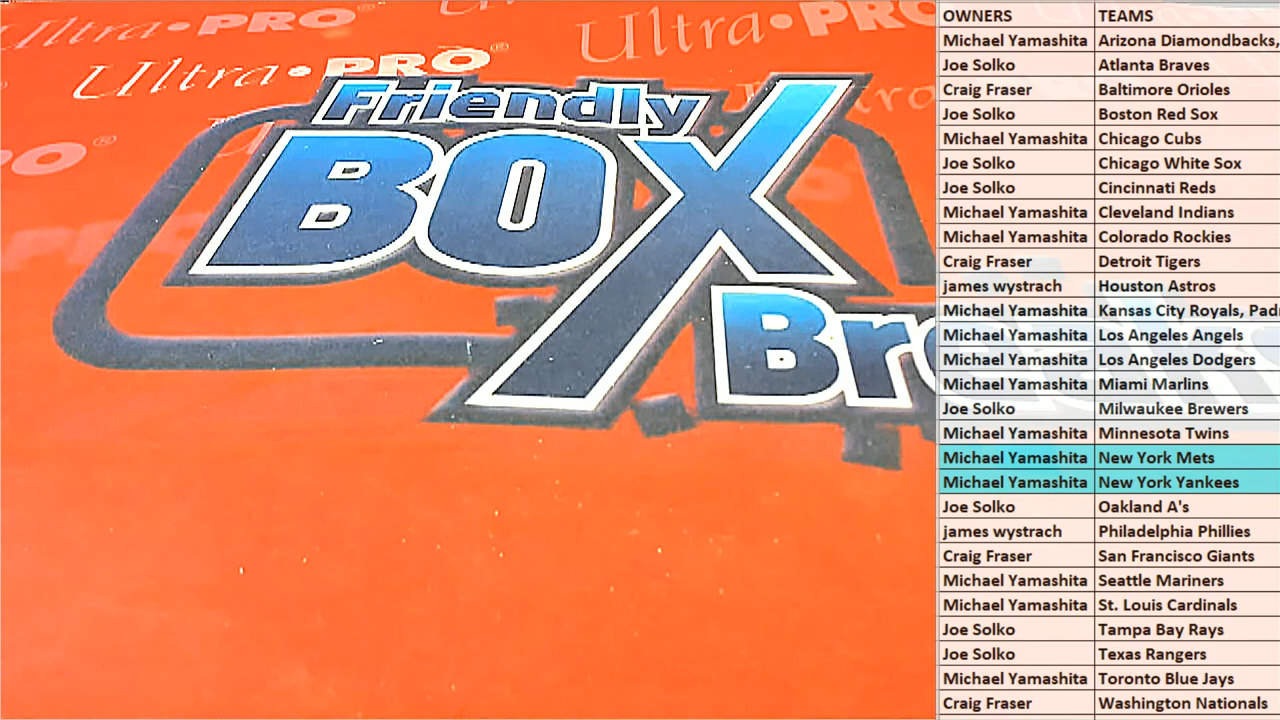 Ultra•PRO®
Ultra•PRO
Ultra•PRO®
Friendly
BOX
Bre
OWNERS TEAMS
Michael Yamashita Arizona Diamondbacks,
Joe Solko Atlanta Braves
Craig Fraser Baltimore Orioles
Joe Solko Boston Red Sox
Michael Yamashita Chicago Cubs
Joe Solko Chicago White Sox
Joe Solko Cincinnati Reds
Michael Yamashita Cleveland Indians
Michael Yamashita Colorado Rockies
Craig Fraser Detroit Tigers
james wystrach Houston Astros
Michael Yamashita Kansas City Royals, Pad
Michael Yamashita Los Angeles Angels
Michael Yamashita Los Angeles Dodgers
Michael Yamashita Miami Marlins
Joe Solko Milwaukee Brewers
Michael Yamashita Minnesota Twins
Michael Yamashita New York Mets
Michael Yamashita New York Yankees
Joe Solko Oakland A's
james wystrach Philadelphia Phillies
Craig Fraser San Francisco Giants
Michael Yamashita Seattle Mariners
Michael Yamashita St. Louis Cardinals
Joe Solko Tampa Bay Rays
Joe Solko Texas Rangers
Michael Yamashita Toronto Blue Jays
Craig Fraser Washington Nationals